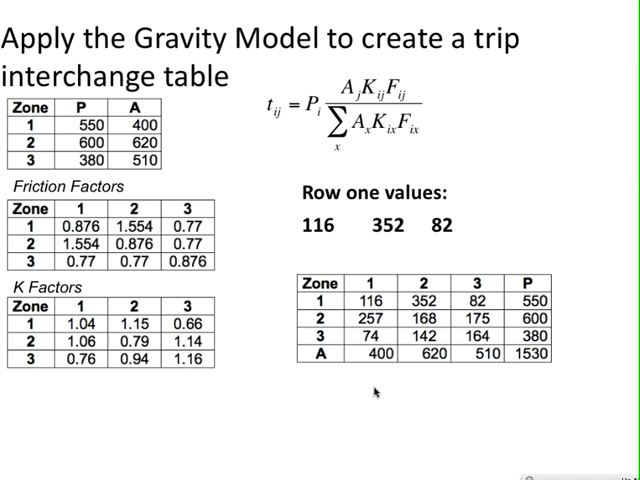 Apply the Gravity Model to create a trip
interchange table
Zone P A
1 550 400
2 600 620
3 380 510
t_ij = P_i A_j K_ij F_ij / ∑_x A_x K_ix F_ix
Friction Factors
Zone 1 2 3
1 0.876 1.554 0.77
2 1.554 0.876 0.77
3 0.77 0.77 0.876
Row one values:
116 352 82
K Factors
Zone 1 2 3
1 1.04 1.15 0.66
2 1.06 0.79 1.14
3 0.76 0.94 1.16
Zone 1 2 3 P
1 116 352 82 550
2 257 168 175 600
3 74 142 164 380
A 400 620 510 1530